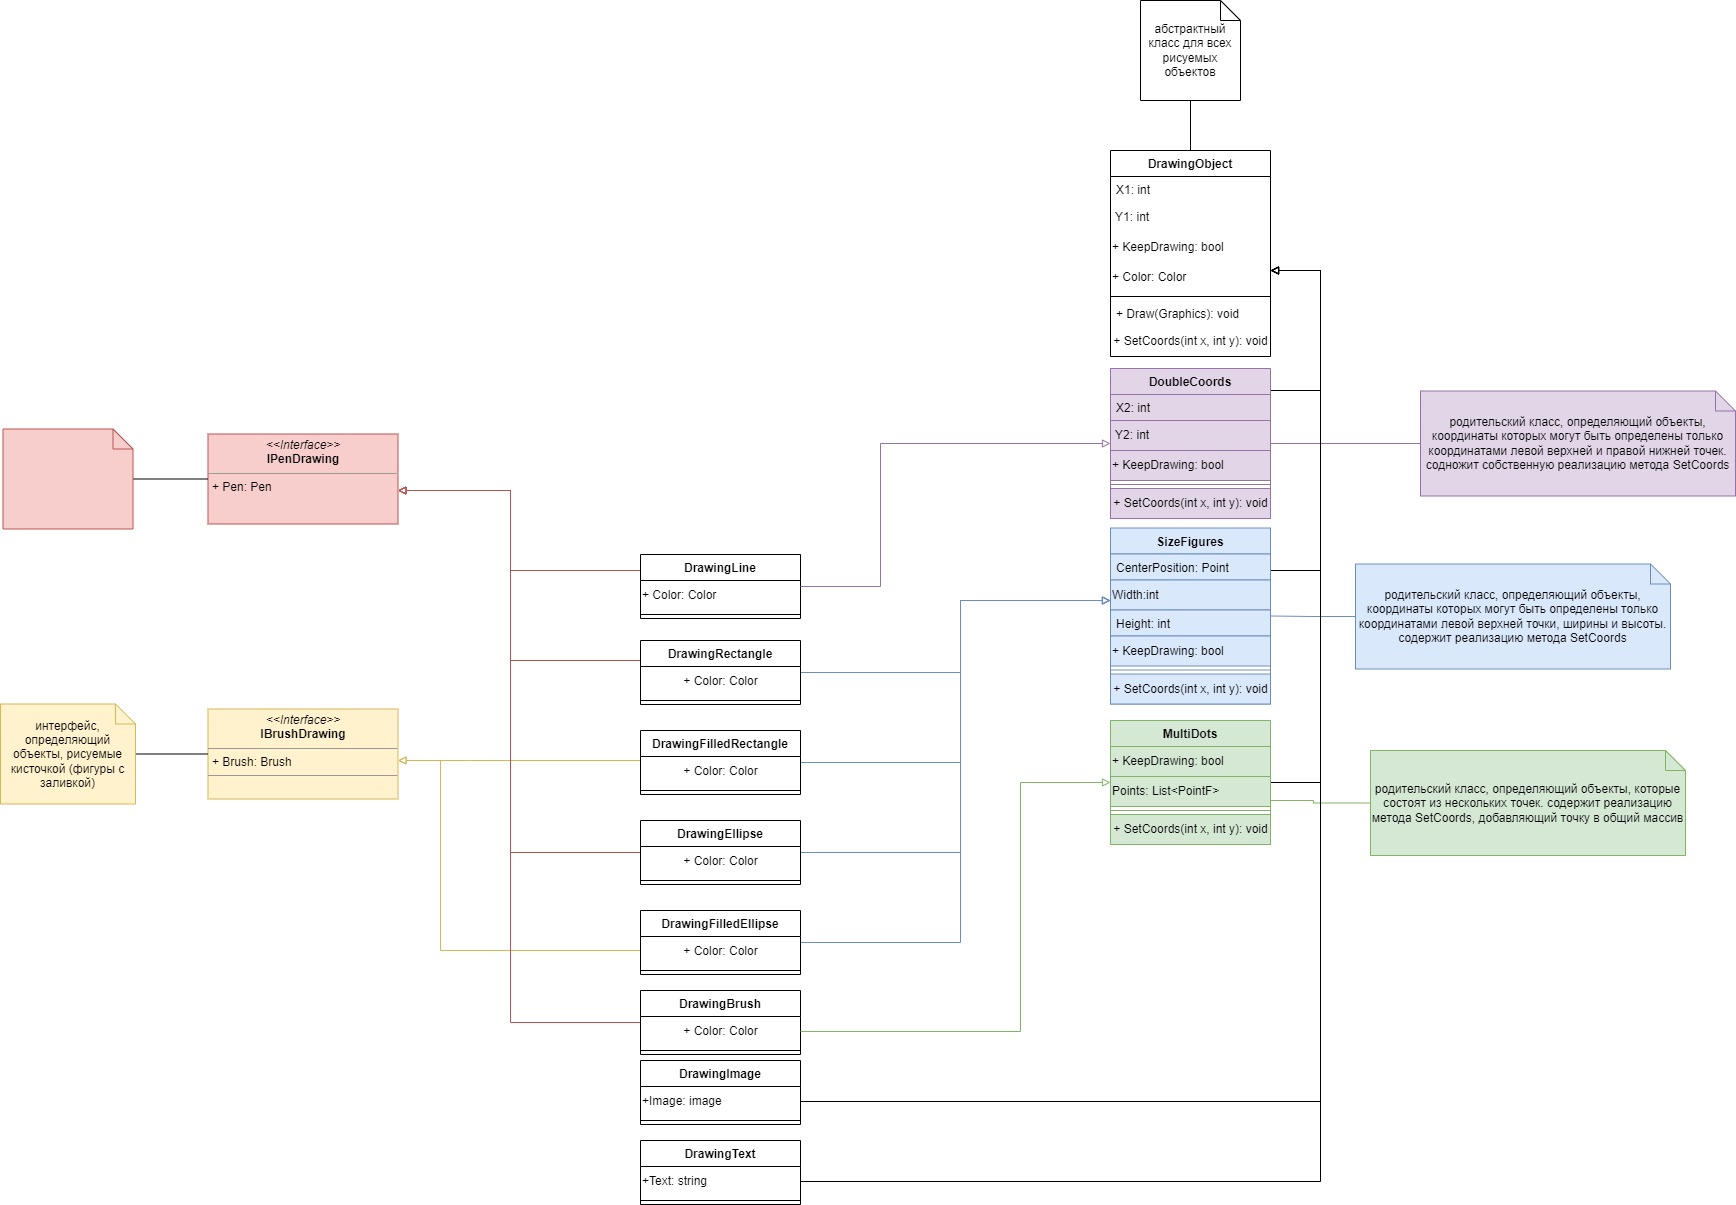 абстрактный
класс для всех
рисуемых
объектов
DrawingObject
X1: int
Y1: int
+ KeepDrawing: bool
+ Color: Color
+ Draw(Graphics): void
+ SetCoords(int x, int y): void
DoubleCoords
X2: int
Y2: int
+ KeepDrawing: bool
+ SetCoords(int x, int y): void
родительский класс, определяющий объекты,
координаты которых могут быть определены только
координатами левой верхней и правой нижней точек.
содножит собственную реализацию метода SetCoords
<<Interface>>
IPenDrawing
+ Pen: Pen
SizeFigures
CenterPosition: Point
Width:int
Height: int
+ KeepDrawing: bool
+ SetCoords(int x, int y): void
родительский класс, определяющий объекты,
координаты которых могут быть определены только
координатами левой верхней точки, ширины и высоты.
содержит реализацию метода SetCoords
DrawingLine
+ Color: Color
DrawingRectangle
+ Color: Color
интерфейс,
определяющий
объекты, рисуемые
кисточкой (фигуры с
заливкой)
<<Interface>>
IBrushDrawing
+ Brush: Brush
DrawingFilledRectangle
+ Color: Color
MultiDots
+ KeepDrawing: bool
Points: List<PointF>
+ SetCoords(int x, int y): void
родительский класс, определяющий объекты, которые
состоят из нескольких точек. содержит реализацию
метода SetCoords, добавляющий точку в общий массив
DrawingEllipse
+ Color: Color
DrawingFilledEllipse
+ Color: Color
DrawingBrush
+ Color: Color
DrawingImage
+Image: image
DrawingText
+Text: string